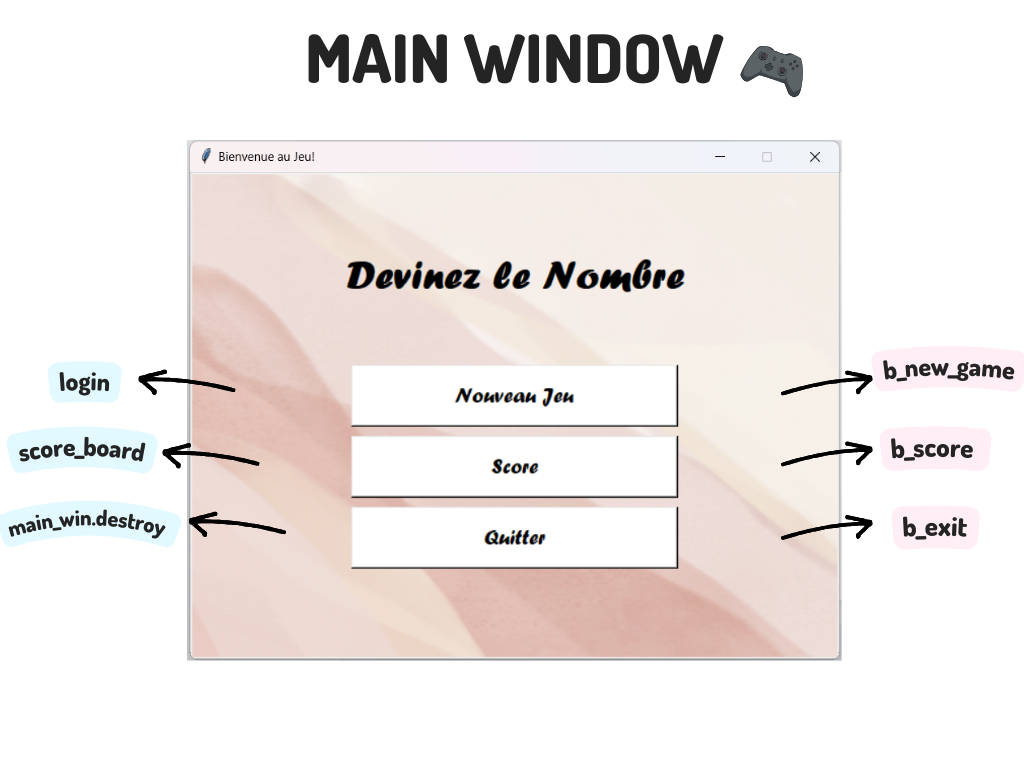 MAIN WINDOW
Bienvenue au Jeu!
Devinez le Nombre
login
Nouveau Jeu
b_new_game
score_board
Score
b_score
main_win.destroy
Quitter
b_exit